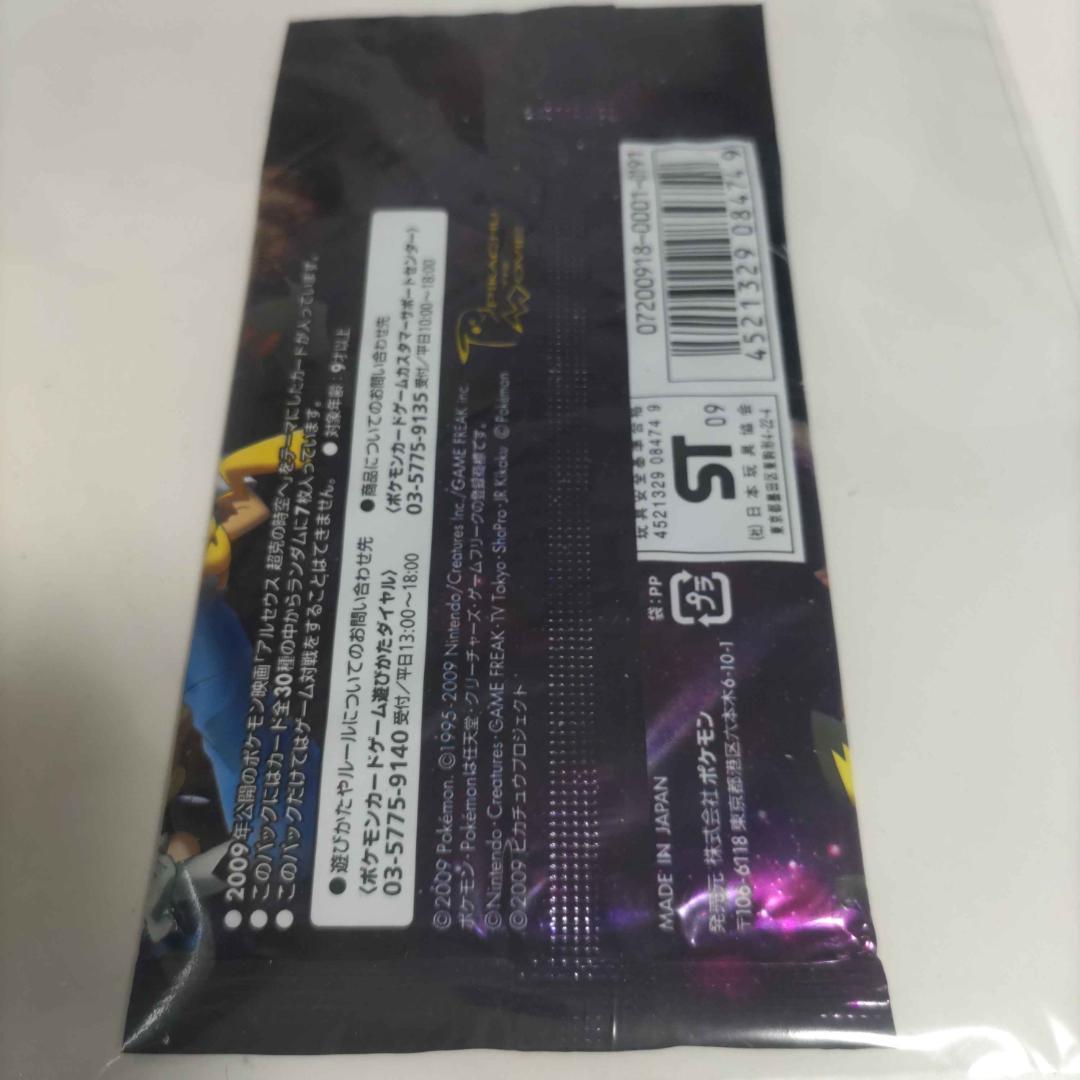 ●2009年公開のポケモン映画「アルセウス 超克の時空へ」をテーマにしたカードが入っています。
●このパックにはカード全30種の中からランダムに7枚入っています。
●このパックだけではゲーム対戦をすることはできません。 ●対象年齢:9才以上
●遊びかたやルールについてのお問い合わせ先
〈ポケモンカードゲーム遊びかたダイヤル〉
03-5775-9140 受付/平日13:00〜18:00
●商品についてのお問い合わせ先
〈ポケモンカードゲームカスタマーサポートセンター〉
03-5775-9135 受付/平日10:00〜18:00
©2009 Pokémon. ©1995-2009 Nintendo/Creatures Inc./GAME FREAK inc.
ポケモン・Pokémonは任天堂・クリーチャーズ・ゲームフリークの登録商標です。
©Nintendo・Creatures・GAME FREAK・TV Tokyo・ShoPro・JR Kikaku ©Pokémon
©2009 ピカチュウプロジェクト
PIKACHU
THE
MOVIE
MADE IN JAPAN
発売元 株式会社ポケモン
〒106-6118 東京都港区六本木6-10-1
袋:PP
プラ
玩具安全基準合格
4521329 08474 9
ST 09
(社)日本玩具協会
東京都墨田区東駒形4-22-4
07200918-0001-0191
4521329 084749